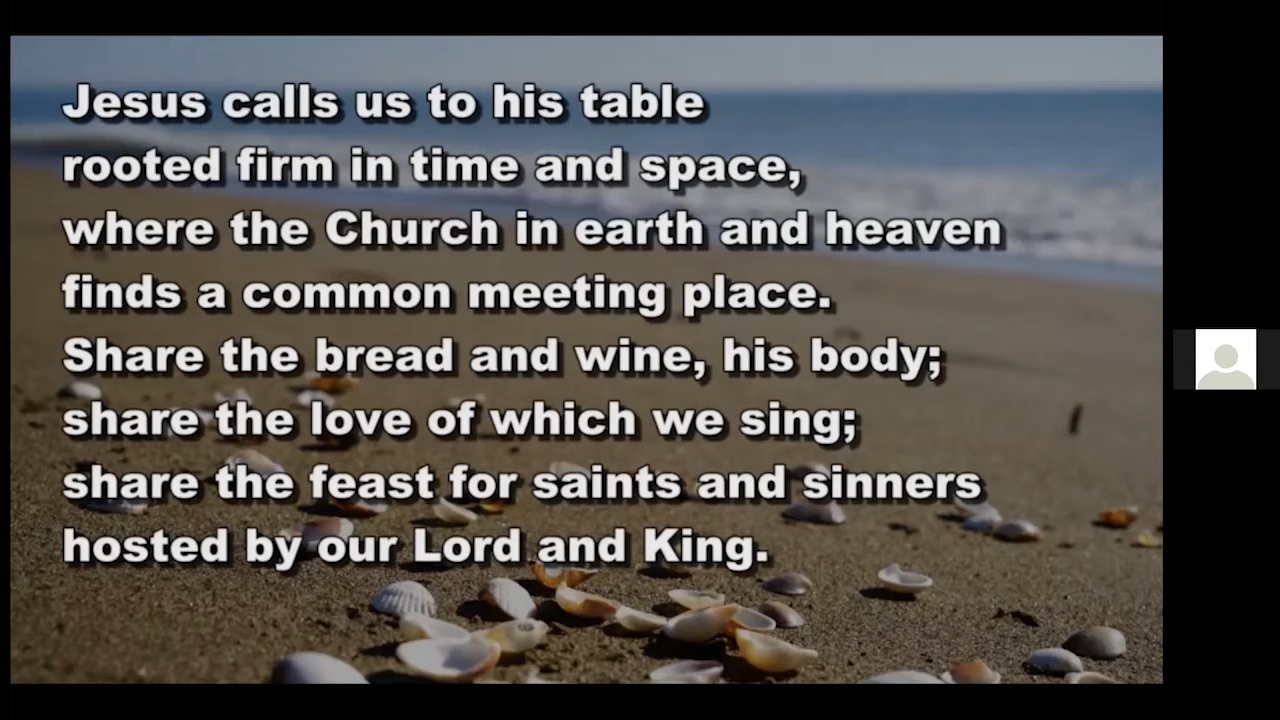 Jesus calls us to his table
rooted firm in time and space,
where the Church in earth and heaven
finds a common meeting place.
Share the bread and wine, his body;
share the love of which we sing;
share the feast for saints and sinners
hosted by our Lord and King.